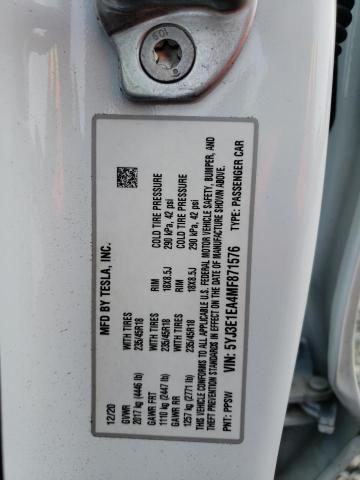 MFD BY TESLA, INC.
12/20
GVWR
2017 kg (4446 lb)
GAWR FRT WITH TIRES RIM COLD TIRE PRESSURE
1110 kg (2447 lb) 235/45R18 18X8.5J 290 kPa, 42 psi
GAWR RR WITH TIRES RIM COLD TIRE PRESSURE
1257 kg (2771 lb) 235/45R18 18X8.5J 290 kPa, 42 psi
THIS VEHICLE CONFORMS TO ALL APPLICABLE U.S. FEDERAL MOTOR VEHICLE SAFETY, BUMPER, AND
THEFT PREVENTION STANDARDS IN EFFECT ON THE DATE OF MANUFACTURE SHOWN ABOVE.
VIN: 5YJ3E1EA4MF871576 TYPE: PASSENGER CAR
PNT: PPSW